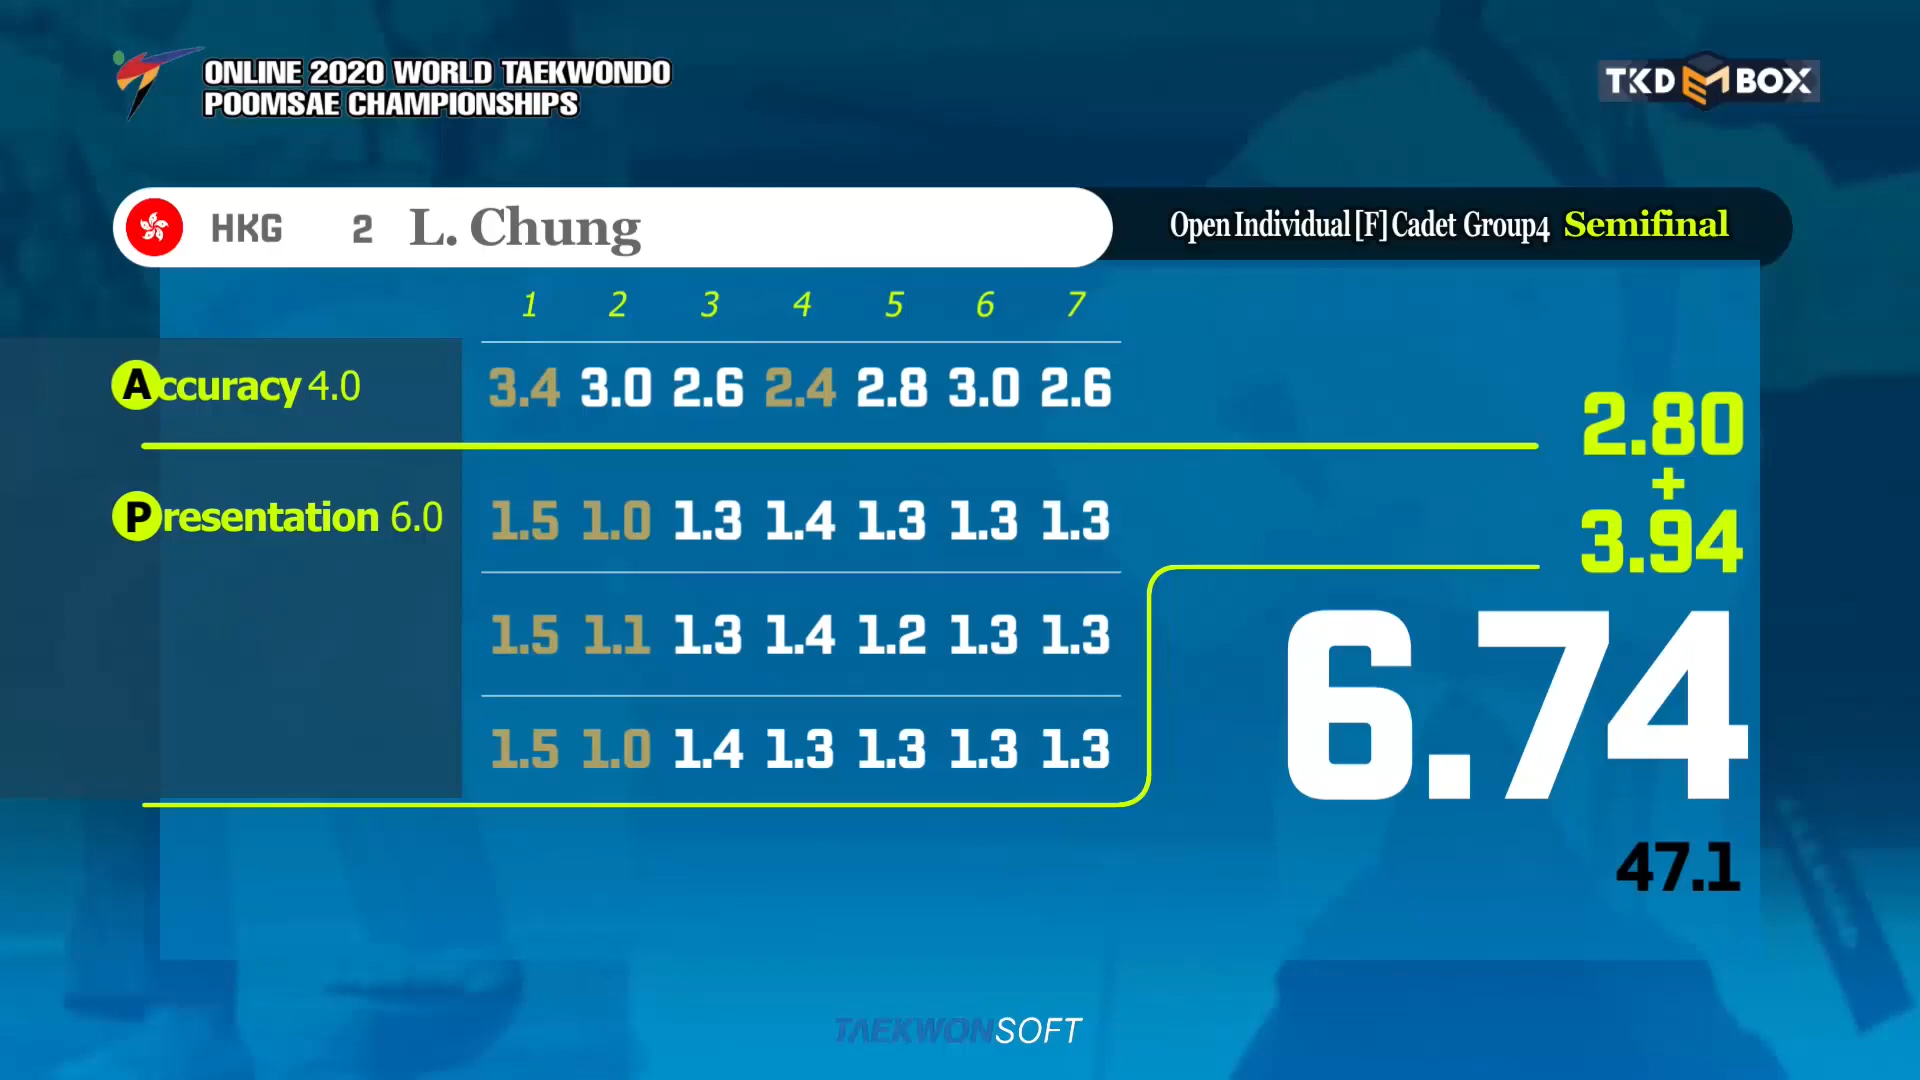 ONLINE 2020 WORLD TAEKWONDO
POOMSAE CHAMPIONSHIPS
TKD BOX
HKG 2 L. Chung
Open Individual [F] Cadet Group4 Semifinal
1 2 3 4 5 6 7
Accuracy 4.0
3.4 3.0 2.6 2.4 2.8 3.0 2.6
2.80
+
Presentation 6.0
1.5 1.0 1.3 1.4 1.3 1.3 1.3
3.94
1.5 1.1 1.3 1.4 1.2 1.3 1.3
6.74
1.5 1.0 1.4 1.3 1.3 1.3 1.3
47.1
TAEKWONSOFT